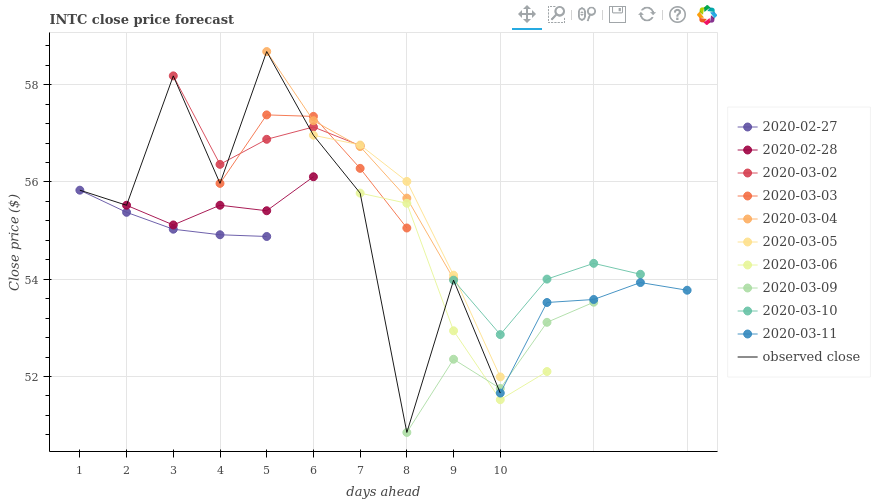 INTC close price forecast
58
56
54
52
Close price ($)
1 2 3 4 5 6 7 8 9 10
days ahead
2020-02-27
2020-02-28
2020-03-02
2020-03-03
2020-03-04
2020-03-05
2020-03-06
2020-03-09
2020-03-10
2020-03-11
observed close